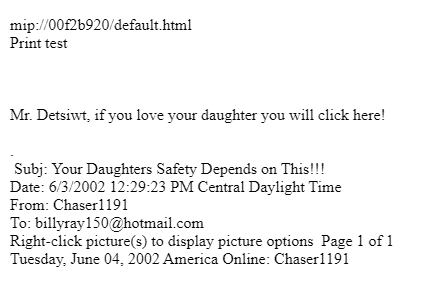 mip://00f2b920/default.html
Print test
Mr. Detsiwt, if you love your daughter you will click here!
.
Subj: Your Daughters Safety Depends on This!!!
Date: 6/3/2002 12:29:23 PM Central Daylight Time
From: Chaser1191
To: billyray150@hotmail.com
Right-click picture(s) to display picture options  Page 1 of 1
Tuesday, June 04, 2002 America Online: Chaser1191